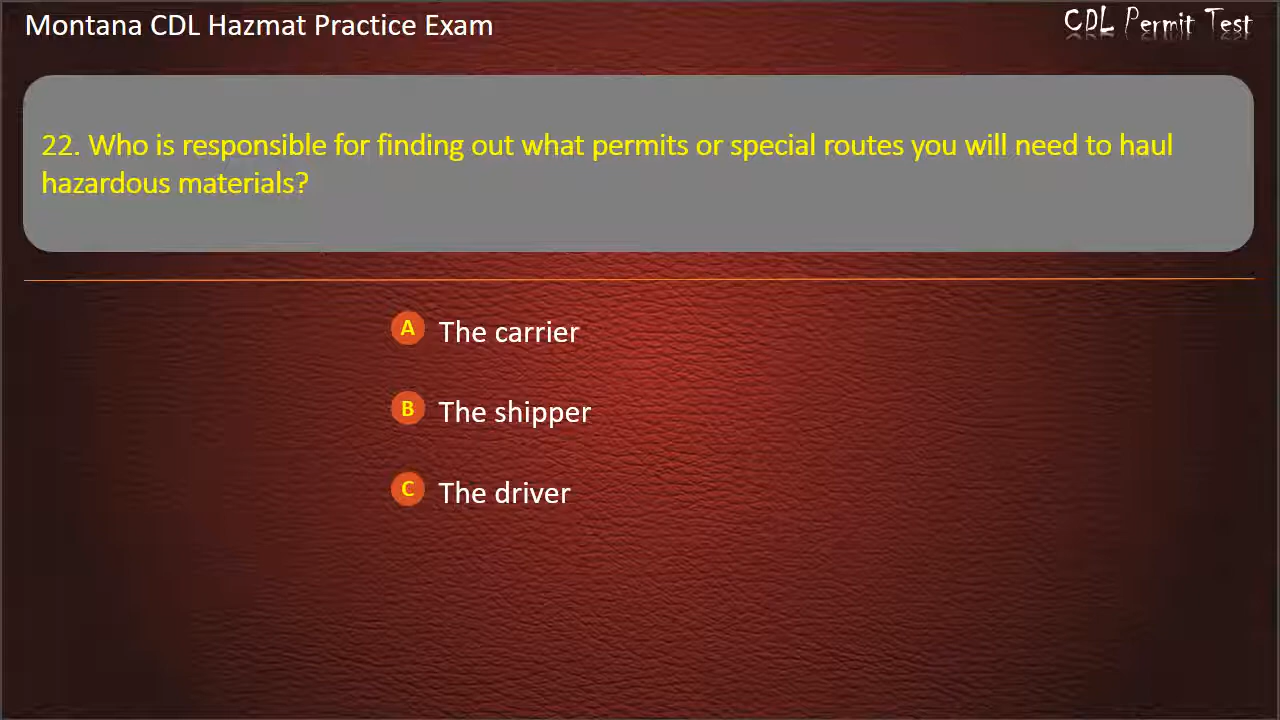 Montana CDL Hazmat Practice Exam
CDL Permit Test
22. Who is responsible for finding out what permits or special routes you will need to haul
hazardous materials?
A The carrier
B The shipper
C The driver